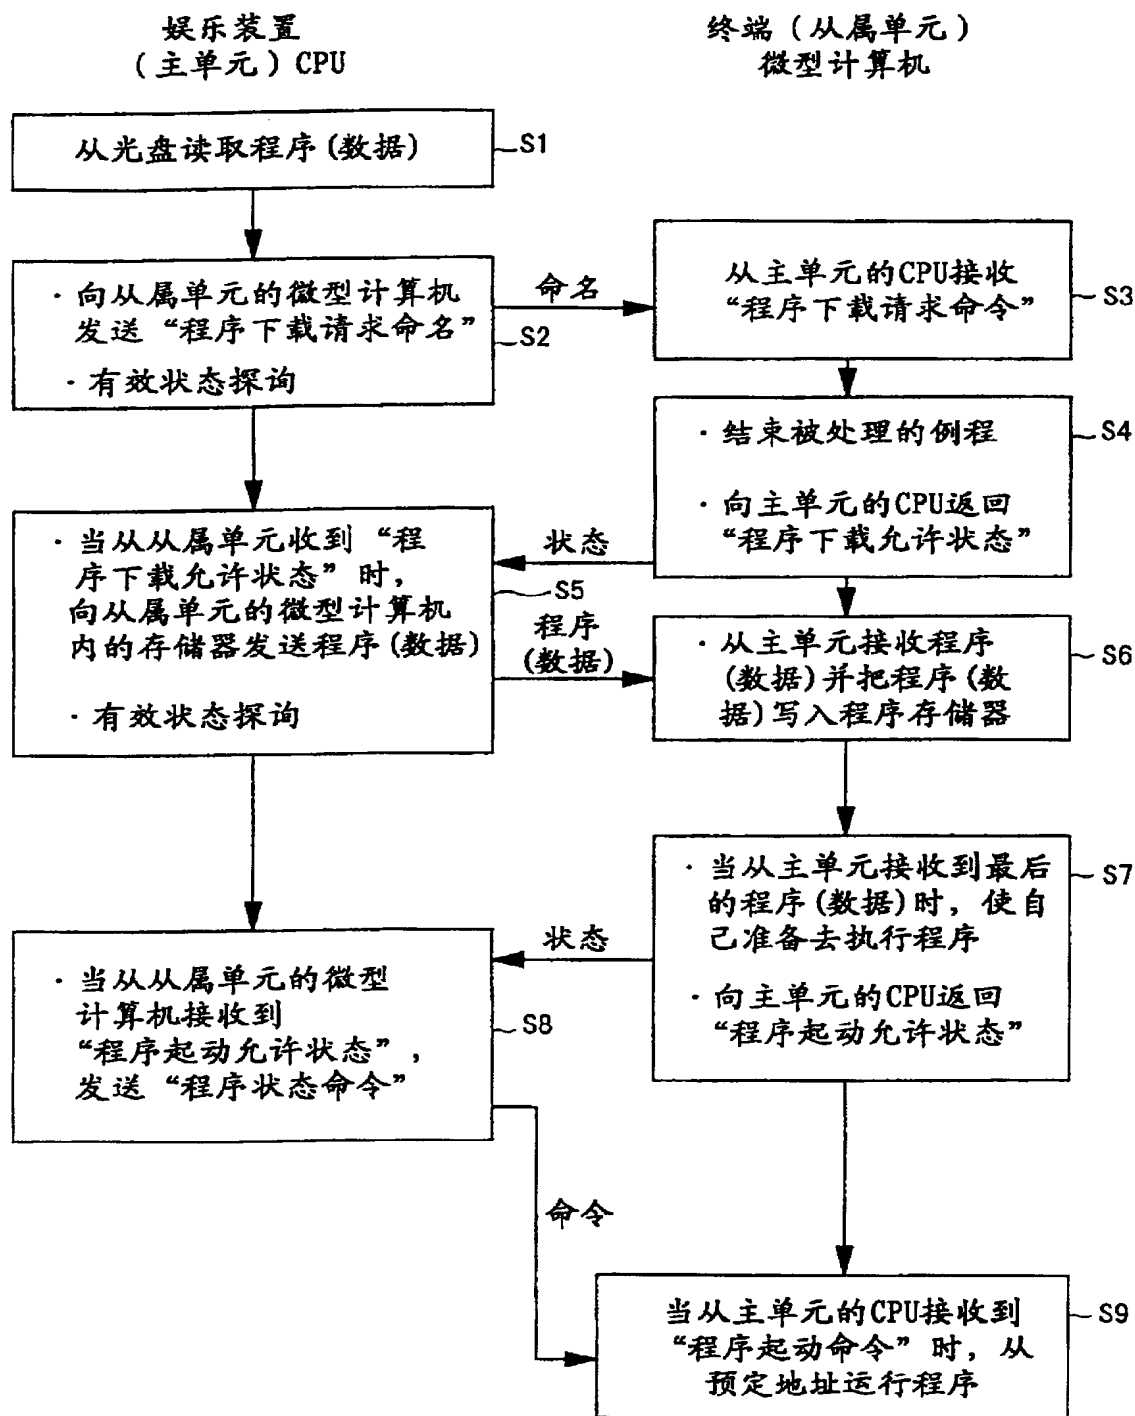 娱乐装置
(主单元) CPU
终端 (从属单元)
微型计算机
从光盘读取程序(数据)
S1
·向从属单元的微型计算机
发送“程序下载请求命名”
·有效状态探询
S2
命名
从主单元的CPU接收
“程序下载请求命令”
S3
·结束被处理的例程
·向主单元的CPU返回
“程序下载允许状态”
S4
状态
·当从从属单元收到“程
序下载允许状态”时,
向从属单元的微型计算机
内的存储器发送程序(数据)
·有效状态探询
S5
程序
(数据)
·从主单元接收程序
(数据)并把程序(数
据)写入程序存储器
S6
·当从主单元接收到最后
的程序(数据)时, 使自
己准备去执行程序
·向主单元的CPU返回
“程序起动允许状态”
S7
状态
·当从从属单元的微型
计算机接收到
“程序起动允许状态”,
发送“程序状态命令”
S8
命令
当从主单元的CPU接收到
“程序起动命令”时, 从
预定地址运行程序
S9